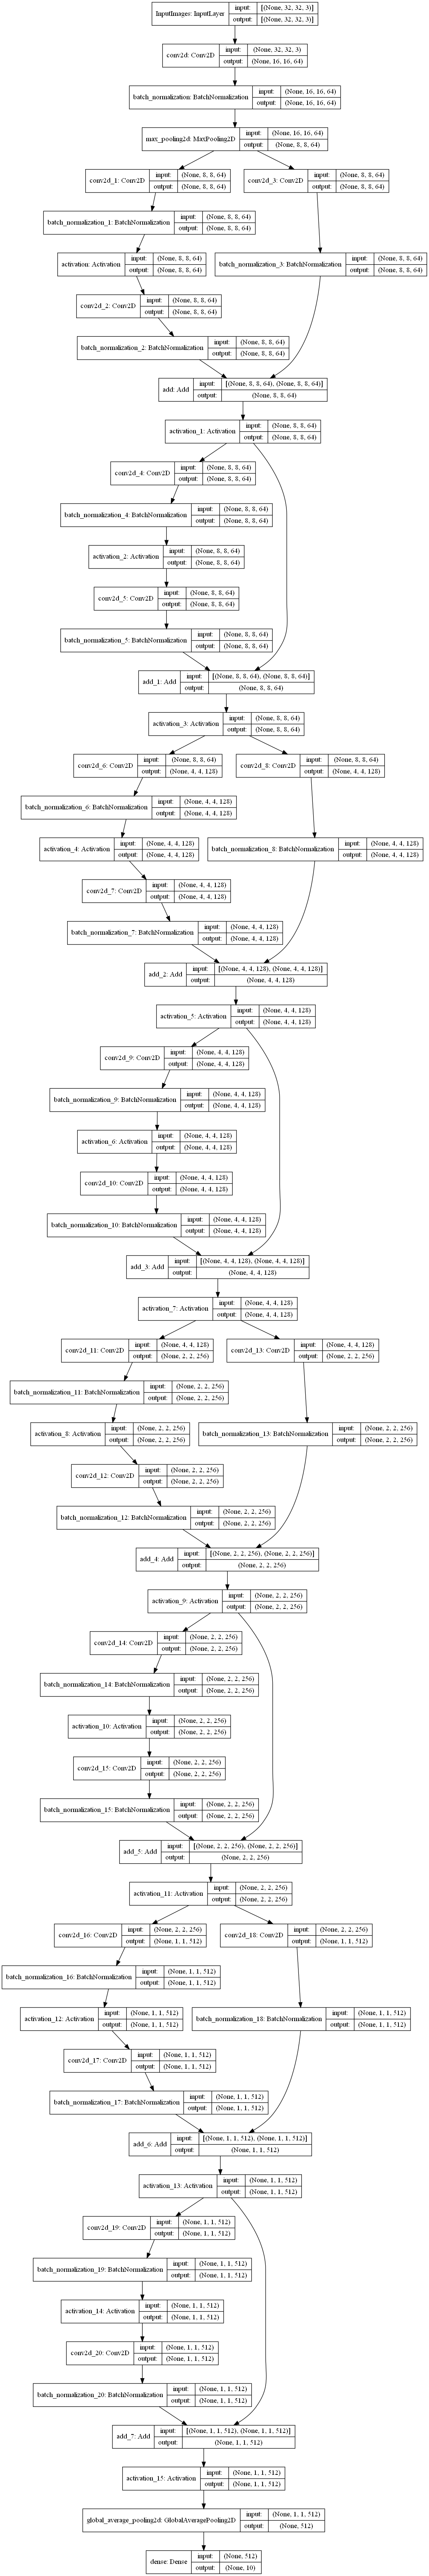 InputImages: InputLayer
input: [(None, 32, 32, 3)]
output: [(None, 32, 32, 3)]
conv2d: Conv2D
input: (None, 32, 32, 3)
output: (None, 16, 16, 64)
batch_normalization: BatchNormalization
input: (None, 16, 16, 64)
output: (None, 16, 16, 64)
max_pooling2d: MaxPooling2D
input: (None, 16, 16, 64)
output: (None, 8, 8, 64)
conv2d_1: Conv2D
input: (None, 8, 8, 64)
output: (None, 8, 8, 64)
conv2d_3: Conv2D
input: (None, 8, 8, 64)
output: (None, 8, 8, 64)
batch_normalization_1: BatchNormalization
input: (None, 8, 8, 64)
output: (None, 8, 8, 64)
activation: Activation
input: (None, 8, 8, 64)
output: (None, 8, 8, 64)
batch_normalization_3: BatchNormalization
input: (None, 8, 8, 64)
output: (None, 8, 8, 64)
conv2d_2: Conv2D
input: (None, 8, 8, 64)
output: (None, 8, 8, 64)
batch_normalization_2: BatchNormalization
input: (None, 8, 8, 64)
output: (None, 8, 8, 64)
add: Add
input: [(None, 8, 8, 64), (None, 8, 8, 64)]
output: (None, 8, 8, 64)
activation_1: Activation
input: (None, 8, 8, 64)
output: (None, 8, 8, 64)
conv2d_4: Conv2D
input: (None, 8, 8, 64)
output: (None, 8, 8, 64)
batch_normalization_4: BatchNormalization
input: (None, 8, 8, 64)
output: (None, 8, 8, 64)
activation_2: Activation
input: (None, 8, 8, 64)
output: (None, 8, 8, 64)
conv2d_5: Conv2D
input: (None, 8, 8, 64)
output: (None, 8, 8, 64)
batch_normalization_5: BatchNormalization
input: (None, 8, 8, 64)
output: (None, 8, 8, 64)
add_1: Add
input: [(None, 8, 8, 64), (None, 8, 8, 64)]
output: (None, 8, 8, 64)
activation_3: Activation
input: (None, 8, 8, 64)
output: (None, 8, 8, 64)
conv2d_6: Conv2D
input: (None, 8, 8, 64)
output: (None, 4, 4, 128)
conv2d_8: Conv2D
input: (None, 8, 8, 64)
output: (None, 4, 4, 128)
batch_normalization_6: BatchNormalization
input: (None, 4, 4, 128)
output: (None, 4, 4, 128)
activation_4: Activation
input: (None, 4, 4, 128)
output: (None, 4, 4, 128)
batch_normalization_8: BatchNormalization
input: (None, 4, 4, 128)
output: (None, 4, 4, 128)
conv2d_7: Conv2D
input: (None, 4, 4, 128)
output: (None, 4, 4, 128)
batch_normalization_7: BatchNormalization
input: (None, 4, 4, 128)
output: (None, 4, 4, 128)
add_2: Add
input: [(None, 4, 4, 128), (None, 4, 4, 128)]
output: (None, 4, 4, 128)
activation_5: Activation
input: (None, 4, 4, 128)
output: (None, 4, 4, 128)
conv2d_9: Conv2D
input: (None, 4, 4, 128)
output: (None, 4, 4, 128)
batch_normalization_9: BatchNormalization
input: (None, 4, 4, 128)
output: (None, 4, 4, 128)
activation_6: Activation
input: (None, 4, 4, 128)
output: (None, 4, 4, 128)
conv2d_10: Conv2D
input: (None, 4, 4, 128)
output: (None, 4, 4, 128)
batch_normalization_10: BatchNormalization
input: (None, 4, 4, 128)
output: (None, 4, 4, 128)
add_3: Add
input: [(None, 4, 4, 128), (None, 4, 4, 128)]
output: (None, 4, 4, 128)
activation_7: Activation
input: (None, 4, 4, 128)
output: (None, 4, 4, 128)
conv2d_11: Conv2D
input: (None, 4, 4, 128)
output: (None, 2, 2, 256)
conv2d_13: Conv2D
input: (None, 4, 4, 128)
output: (None, 2, 2, 256)
batch_normalization_11: BatchNormalization
input: (None, 2, 2, 256)
output: (None, 2, 2, 256)
activation_8: Activation
input: (None, 2, 2, 256)
output: (None, 2, 2, 256)
batch_normalization_13: BatchNormalization
input: (None, 2, 2, 256)
output: (None, 2, 2, 256)
conv2d_12: Conv2D
input: (None, 2, 2, 256)
output: (None, 2, 2, 256)
batch_normalization_12: BatchNormalization
input: (None, 2, 2, 256)
output: (None, 2, 2, 256)
add_4: Add
input: [(None, 2, 2, 256), (None, 2, 2, 256)]
output: (None, 2, 2, 256)
activation_9: Activation
input: (None, 2, 2, 256)
output: (None, 2, 2, 256)
conv2d_14: Conv2D
input: (None, 2, 2, 256)
output: (None, 2, 2, 256)
batch_normalization_14: BatchNormalization
input: (None, 2, 2, 256)
output: (None, 2, 2, 256)
activation_10: Activation
input: (None, 2, 2, 256)
output: (None, 2, 2, 256)
conv2d_15: Conv2D
input: (None, 2, 2, 256)
output: (None, 2, 2, 256)
batch_normalization_15: BatchNormalization
input: (None, 2, 2, 256)
output: (None, 2, 2, 256)
add_5: Add
input: [(None, 2, 2, 256), (None, 2, 2, 256)]
output: (None, 2, 2, 256)
activation_11: Activation
input: (None, 2, 2, 256)
output: (None, 2, 2, 256)
conv2d_16: Conv2D
input: (None, 2, 2, 256)
output: (None, 1, 1, 512)
conv2d_18: Conv2D
input: (None, 2, 2, 256)
output: (None, 1, 1, 512)
batch_normalization_16: BatchNormalization
input: (None, 1, 1, 512)
output: (None, 1, 1, 512)
activation_12: Activation
input: (None, 1, 1, 512)
output: (None, 1, 1, 512)
batch_normalization_18: BatchNormalization
input: (None, 1, 1, 512)
output: (None, 1, 1, 512)
conv2d_17: Conv2D
input: (None, 1, 1, 512)
output: (None, 1, 1, 512)
batch_normalization_17: BatchNormalization
input: (None, 1, 1, 512)
output: (None, 1, 1, 512)
add_6: Add
input: [(None, 1, 1, 512), (None, 1, 1, 512)]
output: (None, 1, 1, 512)
activation_13: Activation
input: (None, 1, 1, 512)
output: (None, 1, 1, 512)
conv2d_19: Conv2D
input: (None, 1, 1, 512)
output: (None, 1, 1, 512)
batch_normalization_19: BatchNormalization
input: (None, 1, 1, 512)
output: (None, 1, 1, 512)
activation_14: Activation
input: (None, 1, 1, 512)
output: (None, 1, 1, 512)
conv2d_20: Conv2D
input: (None, 1, 1, 512)
output: (None, 1, 1, 512)
batch_normalization_20: BatchNormalization
input: (None, 1, 1, 512)
output: (None, 1, 1, 512)
add_7: Add
input: [(None, 1, 1, 512), (None, 1, 1, 512)]
output: (None, 1, 1, 512)
activation_15: Activation
input: (None, 1, 1, 512)
output: (None, 1, 1, 512)
global_average_pooling2d: GlobalAveragePooling2D
input: (None, 1, 1, 512)
output: (None, 512)
dense: Dense
input: (None, 512)
output: (None, 10)